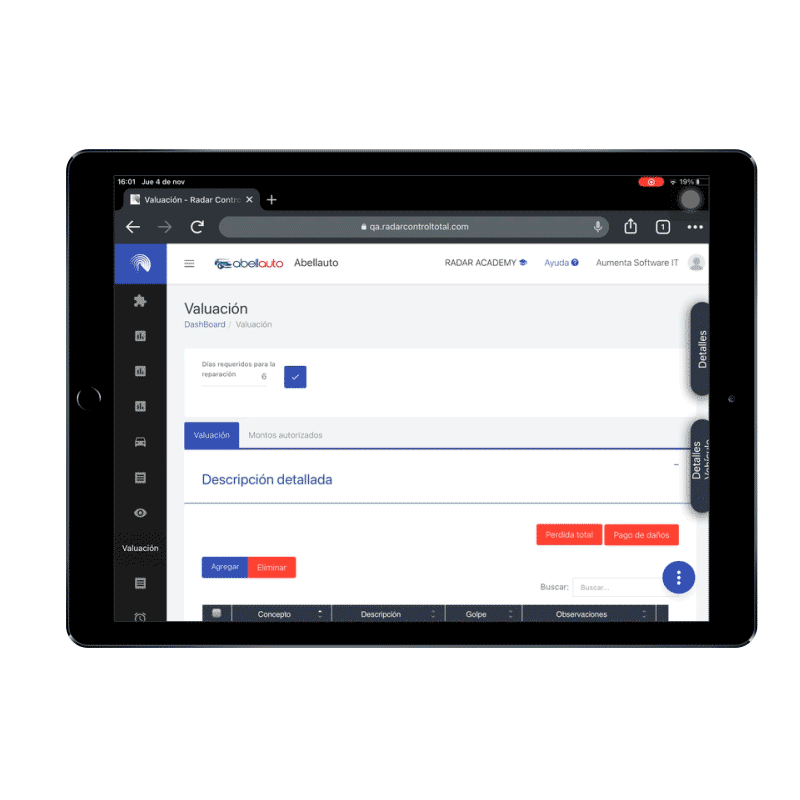 16:01 Jue 4 de nov
19%
Valuación - Radar Contro
qa.radarcontroltotal.com
1
abellauto Abellauto
RADAR ACADEMY Ayuda Aumenta Software IT
Valuación
DashBoard / Valuación
Detalles
Días requeridos para la
reparación 6
Valuación Montos autorizados
Detalles
Vehículo
Descripción detallada
Perdida total Pago de daños
Valuación
Agregar Eliminar
Buscar: Buscar...
Concepto Descripción Golpe Observaciones